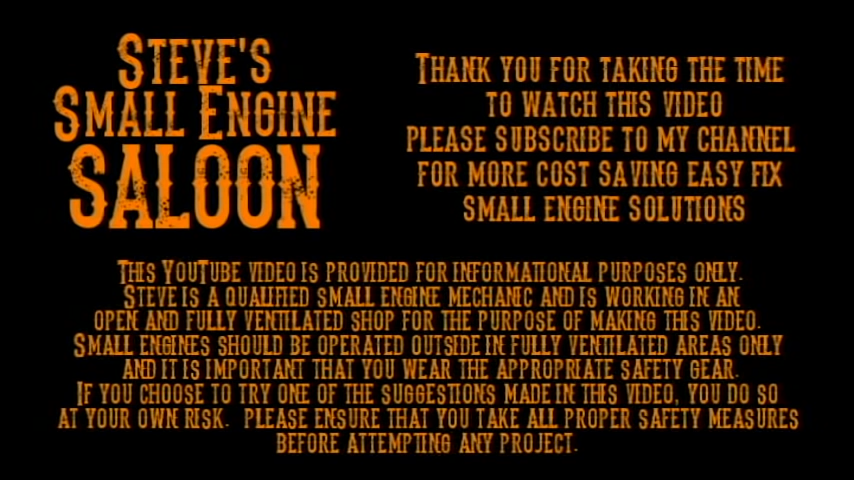 Steve's
Small Engine
SALOON
Thank you for taking the time
to watch this video
please subscribe to my channel
for more cost saving easy fix
small engine solutions
This YouTube video is provided for informational purposes only.
Steve is a qualified small engine mechanic and is working in an
open and fully ventilated shop for the purpose of making this video.
Small engines should be operated outside in fully ventilated areas only
and it is important that you wear the appropriate safety gear.
If you choose to try one of the suggestions made in this video, you do so
at your own risk. Please ensure that you take all proper safety measures
before attempting any project.